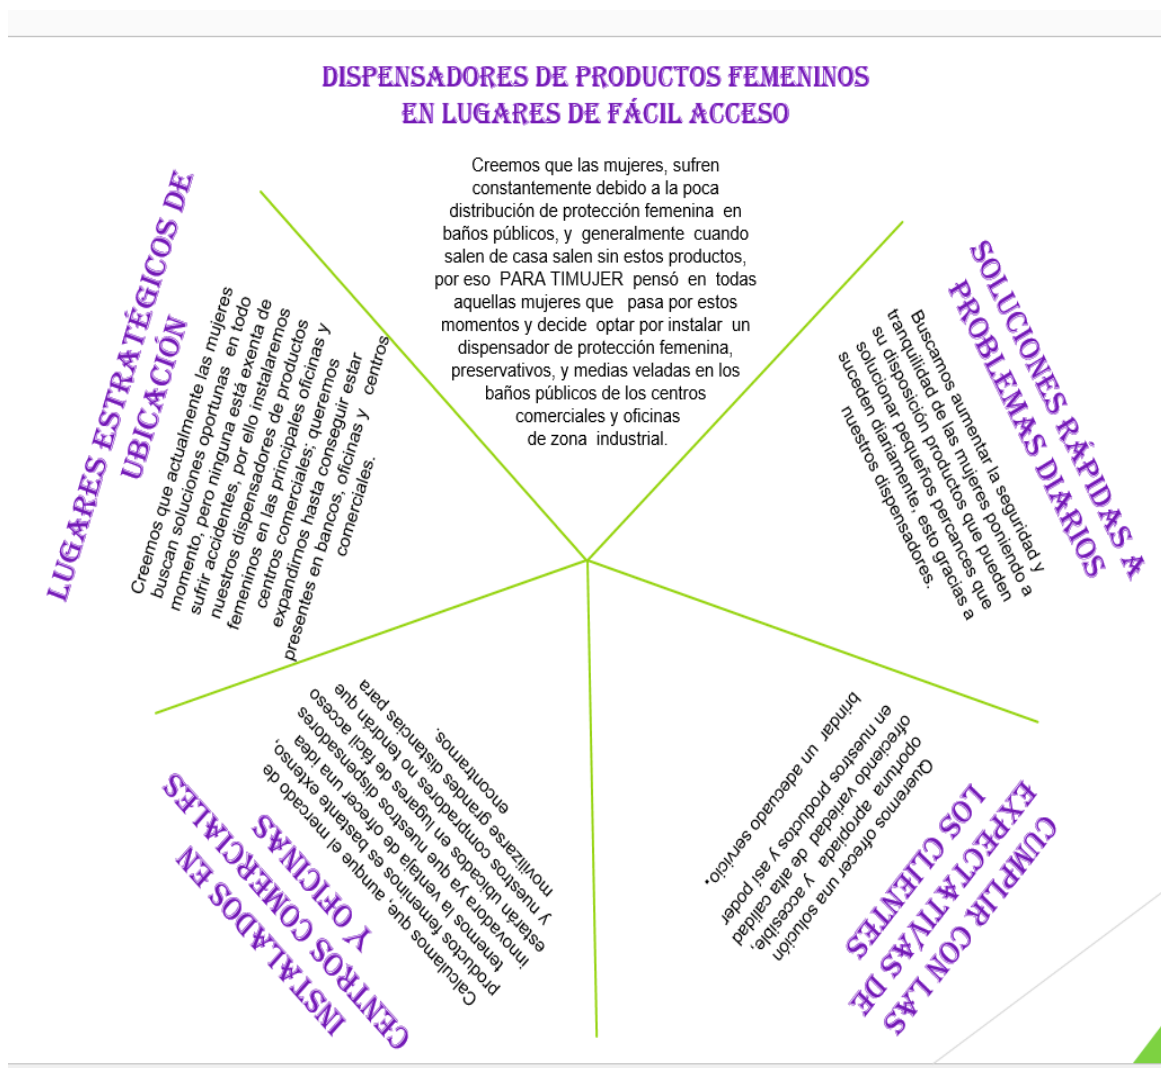 DISPENSADORES DE PRODUCTOS FEMENINOS
EN LUGARES DE FÁCIL ACCESO
Creemos que las mujeres, sufren
constantemente debido a la poca
distribución de protección femenina en
baños públicos, y generalmente cuando
salen de casa salen sin estos productos,
por eso PARA TIMUJER pensó en todas
aquellas mujeres que pasa por estos
momentos y decide optar por instalar un
dispensador de protección femenina,
preservativos, y medias veladas en los
baños públicos de los centros
comerciales y oficinas
de zona industrial.
SOLUCIONES RÁPIDAS A
PROBLEMAS DIARIOS
Buscamos aumentar la seguridad y
tranquilidad de las mujeres poniendo a
su disposición productos que pueden
solucionar pequeños percances que
suceden diariamente, esto gracias a
nuestros dispensadores.
CUMPLIR CON LAS
EXPECTATIVAS DE
LOS CLIENTES
Queremos ofrecer una solución
oportuna apropiada y accesible,
ofreciendo variedad de alta calidad
en nuestros productos y así poder
brindar un adecuado servicio.
INSTALADOS EN
CENTROS COMERCIALES
Y OFICINAS
Calculamos que, aunque el mercado de
productos femeninos es bastante extenso,
tenemos la ventaja de ofrecer una idea
innovadora ya que nuestros dispensadores
estarán ubicados en lugares de fácil acceso
y nuestros compradores no tendrán que
movilizarse grandes distancias para
encontrarnos.
LUGARES ESTRATÉGICOS DE
UBICACIÓN
Creemos que actualmente las mujeres
buscan soluciones oportunas en todo
momento, pero ninguna está exenta de
sufrir accidentes, por ello instalaremos
nuestros dispensadores de productos
femeninos en las principales oficinas y
centros comerciales; queremos
expandirnos hasta conseguir estar
presentes en bancos, oficinas y centros
comerciales.